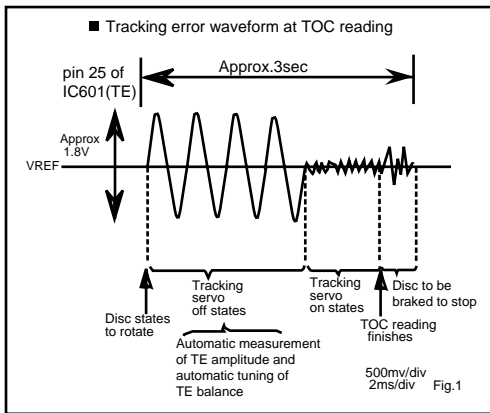 ■ Tracking error waveform at TOC reading
Approx.3sec
pin 25 of
IC601(TE)
Approx
1.8V
VREF
Disc states
to rotate
Tracking
servo
off states
Tracking
servo
on states
Disc to be
braked to stop
TOC reading
finishes
Automatic measurement
of TE amplitude and
automatic tuning of
TE balance
500mv/div
2ms/div Fig.1